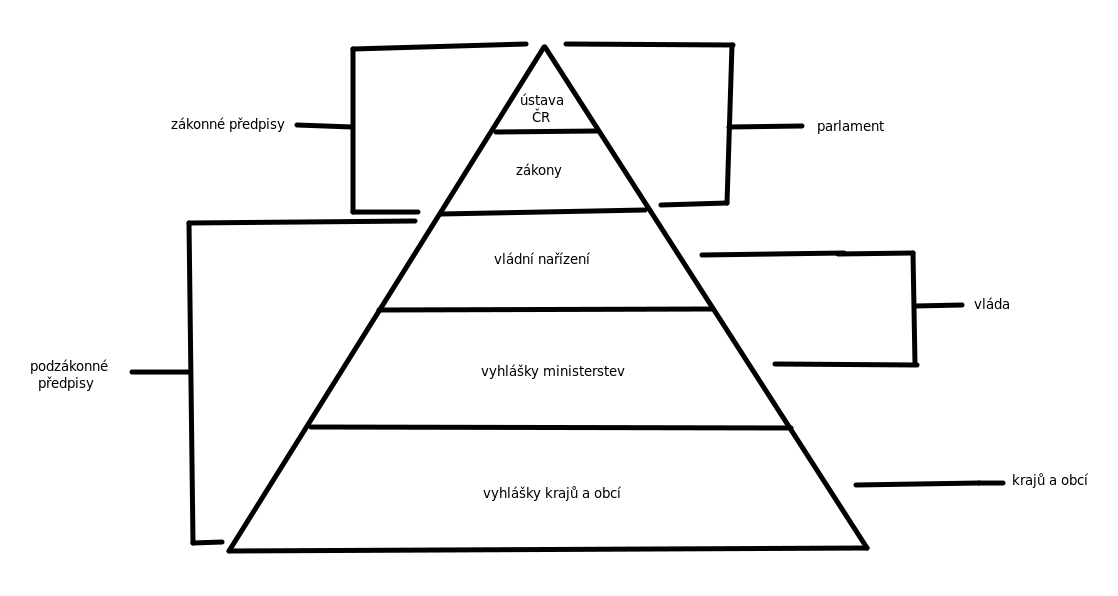 ústava
ČR
zákonné předpisy
parlament
zákony
vládní nařízení
vláda
podzákonné
předpisy
vyhlášky ministerstev
krajů a obcí
vyhlášky krajů a obcí